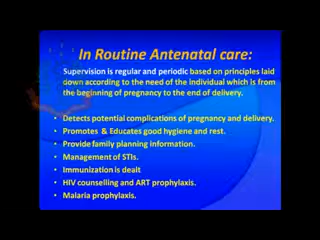 In Routine Antenatal care:
Supervision is regular and periodic based on principles laid
down according to the need of the individual which is from
the beginning of pregnancy to the end of delivery.
• Detects potential complications of pregnancy and delivery.
• Promotes & Educates good hygiene and rest.
• Provide family planning information.
• Management of STIs.
• Immunization is dealt
• HIV counselling and ART prophylaxis.
• Malaria prophylaxis.